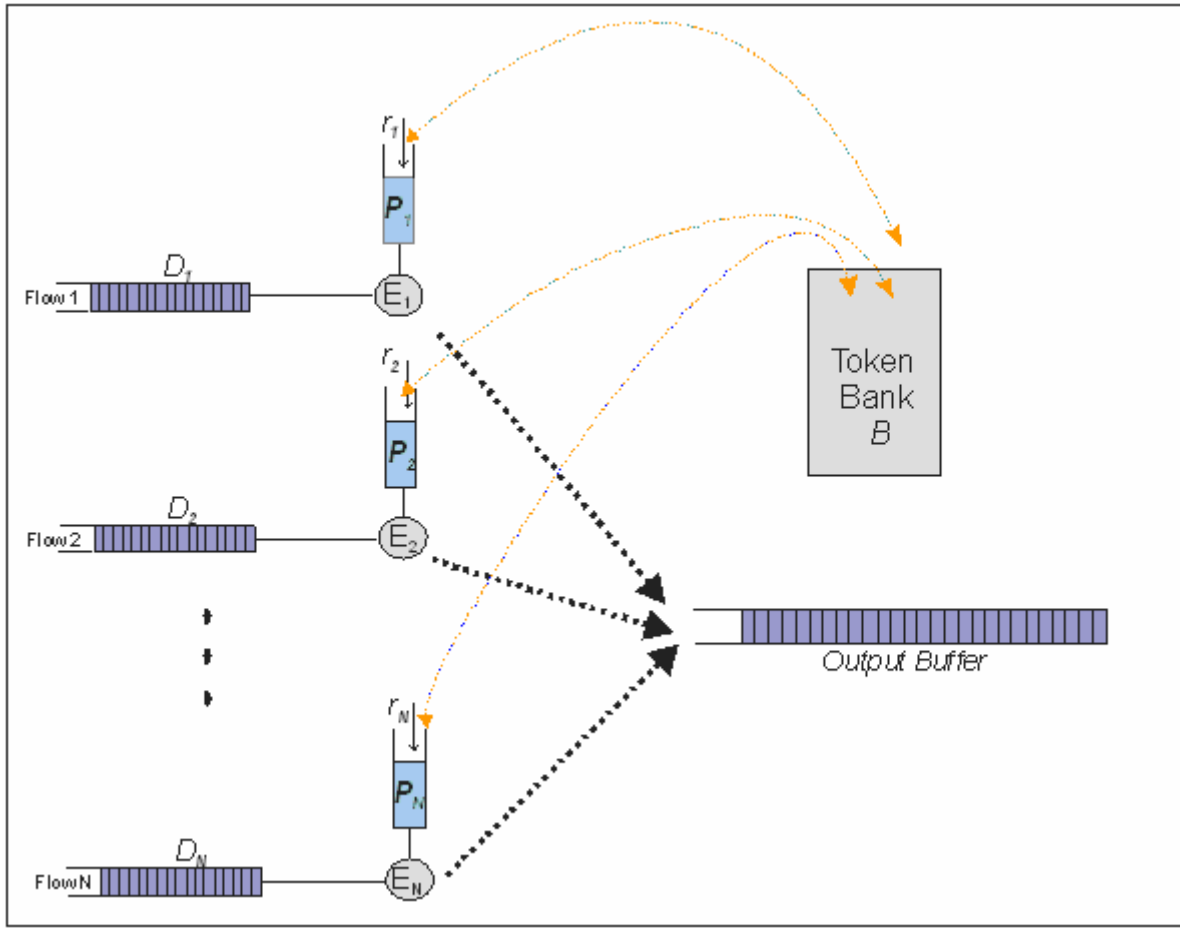 r1
P1
D1
Flow 1
E1
Token
Bank
B
r2
P2
D2
Flow 2
E2
Output Buffer
rN
PN
DN
Flow N
EN